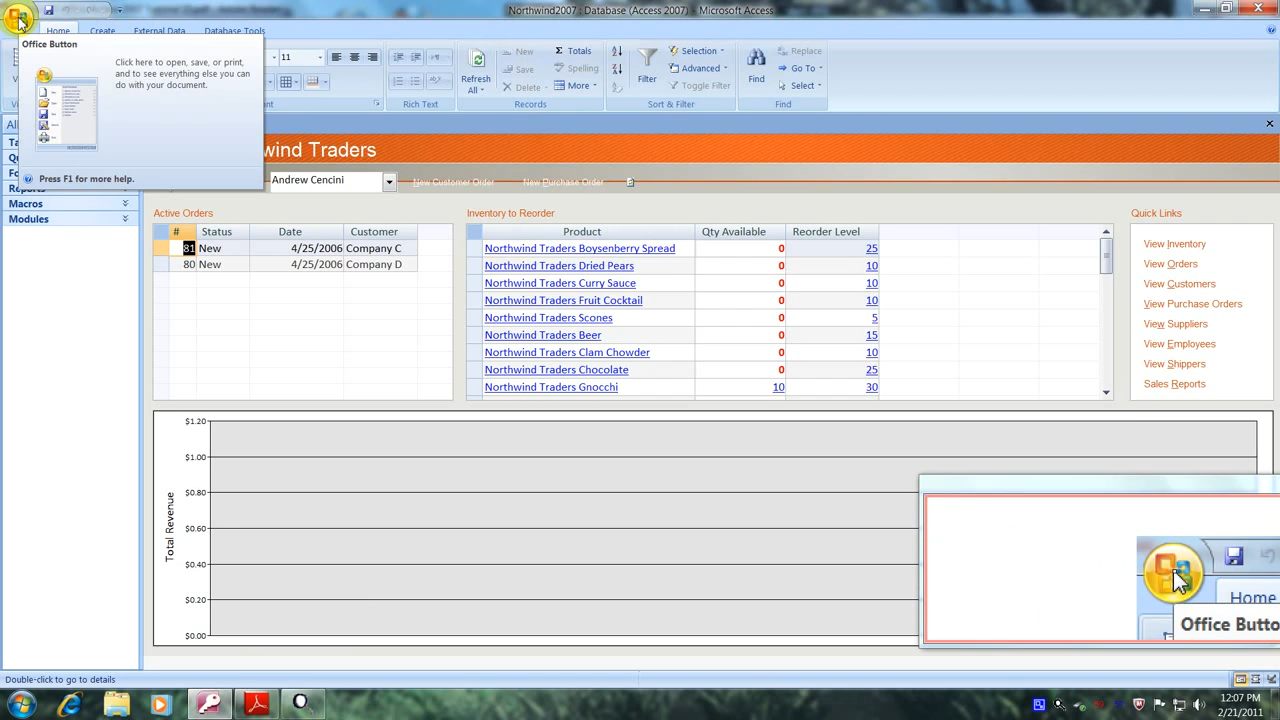 Northwind2007 : Database (Access 2007) - Microsoft Access
Home
Create
External Data
Database Tools
Office Button
Click here to open, save, or print,
and to see everything else you can
do with your document.
Press F1 for more help.
11
Rich Text
Refresh
All
New
Save
Delete
Totals
Spelling
More
Records
Filter
Selection
Advanced
Toggle Filter
Sort & Filter
Find
Replace
Go To
Select
Find
Reports
Macros
Modules
wind Traders
Andrew Cencini
New Customer Order
New Purchase Order
Active Orders
# Status Date Customer
81 New 4/25/2006 Company C
80 New 4/25/2006 Company D
Inventory to Reorder
Product Qty Available Reorder Level
Northwind Traders Boysenberry Spread 0 25
Northwind Traders Dried Pears 0 10
Northwind Traders Curry Sauce 0 10
Northwind Traders Fruit Cocktail 0 10
Northwind Traders Scones 0 5
Northwind Traders Beer 0 15
Northwind Traders Clam Chowder 0 10
Northwind Traders Chocolate 0 25
Northwind Traders Gnocchi 10 30
Quick Links
View Inventory
View Orders
View Customers
View Purchase Orders
View Suppliers
View Employees
View Shippers
Sales Reports
Total Revenue
$1.20
$1.00
$0.80
$0.60
$0.40
$0.20
$0.00
Home
Office Butto
Double-click to go to details
12:07 PM
2/21/2011